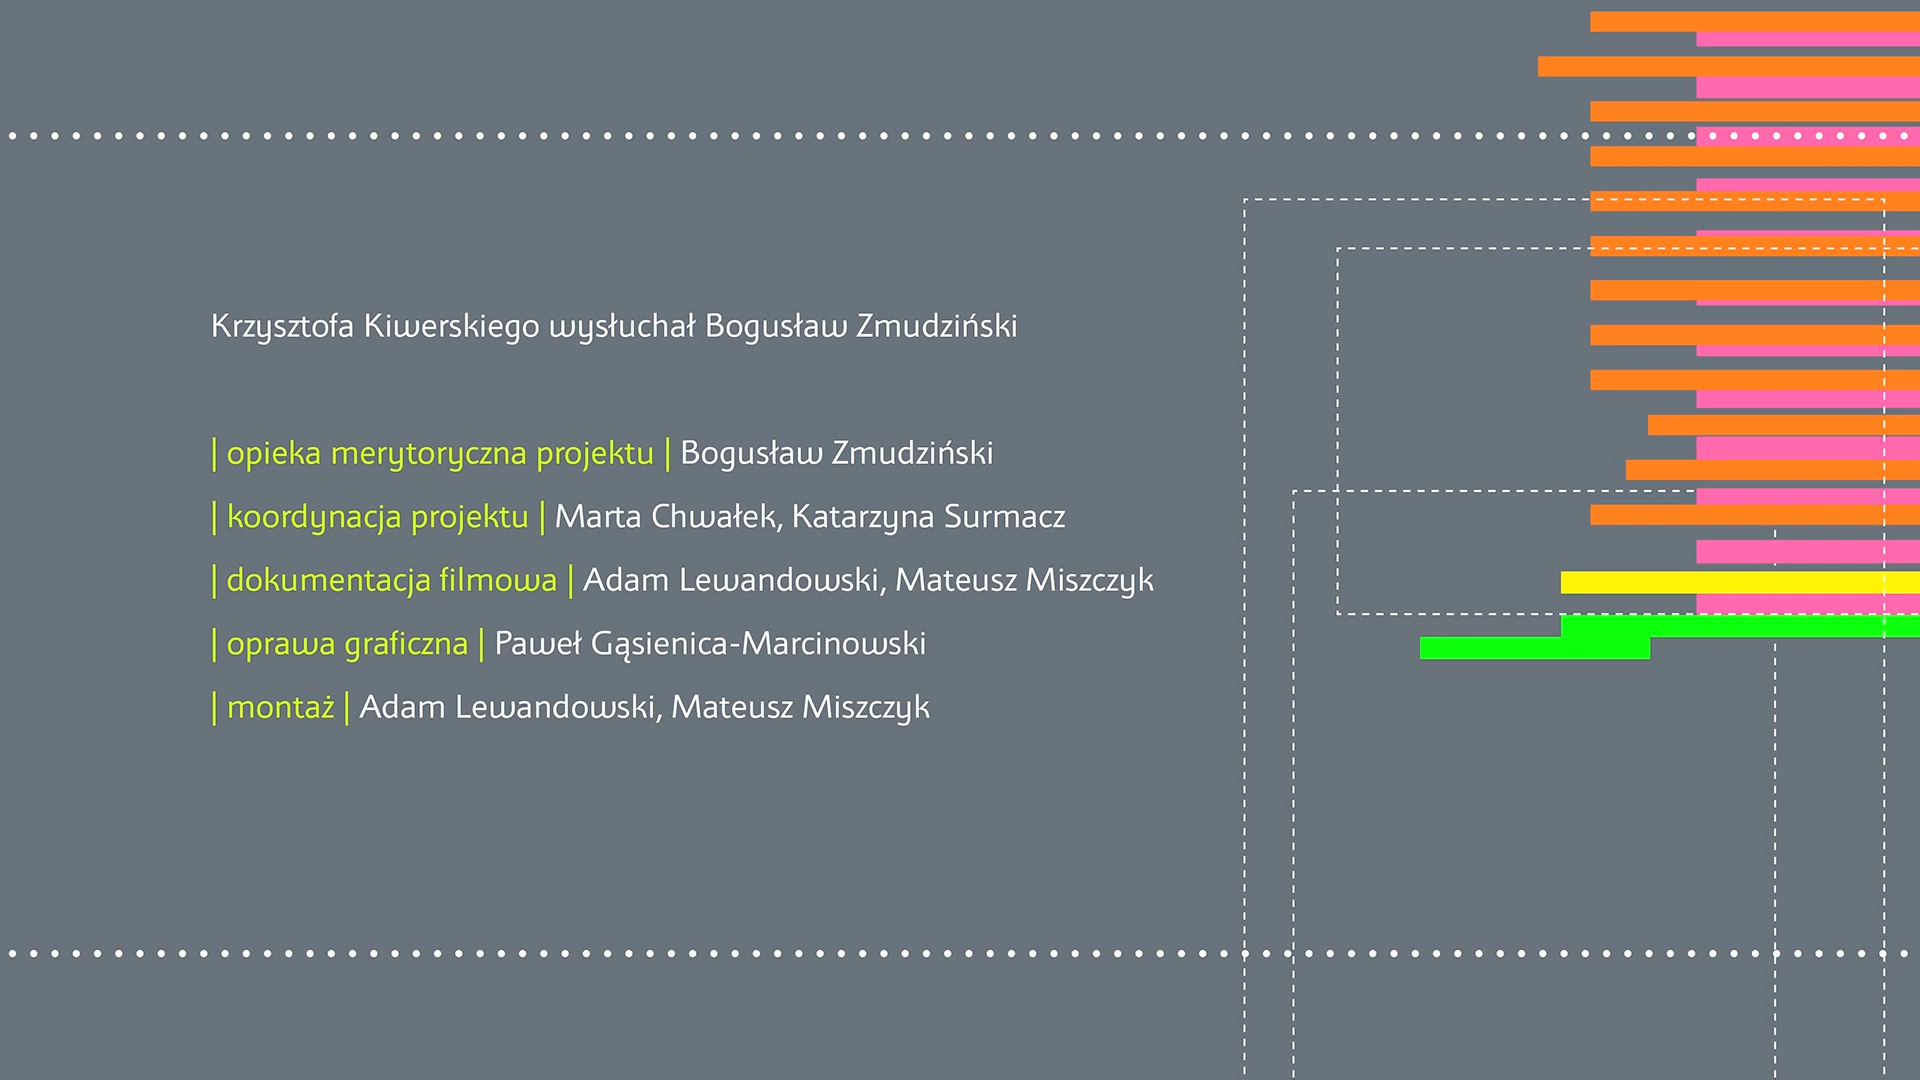 Krzysztofa Kiwerskiego wysłuchał Bogusław Zmudziński
| opieka merytoryczna projektu | Bogusław Zmudziński
| koordynacja projektu | Marta Chwałek, Katarzyna Surmacz
| dokumentacja filmowa | Adam Lewandowski, Mateusz Miszczyk
| oprawa graficzna | Paweł Gąsienica-Marcinowski
| montaż | Adam Lewandowski, Mateusz Miszczyk